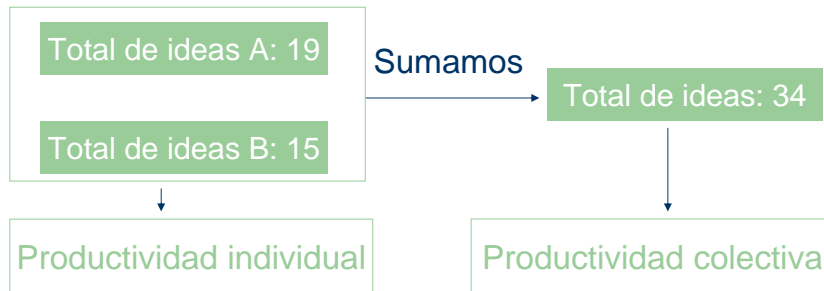 Total de ideas A: 19
Sumamos
Total de ideas: 34
Total de ideas B: 15
Productividad individual
Productividad colectiva